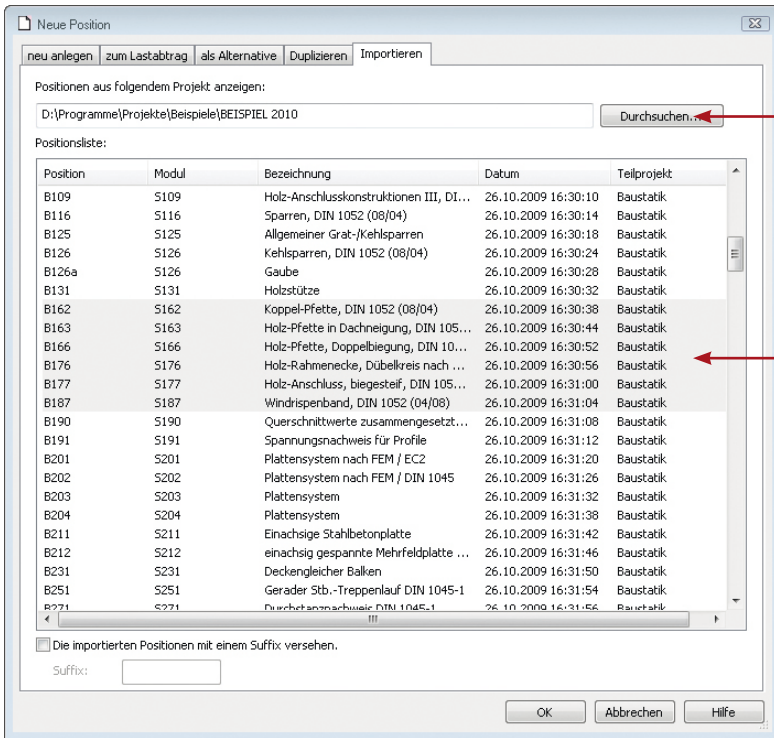 Neue Position
neu anlegen zum Lastabtrag als Alternative Duplizieren Importieren
Positionen aus folgendem Projekt anzeigen:
D:\Programme\Projekte\Beispiele\BEISPIEL 2010 Durchsuchen...
Positionsliste:
Position Modul Bezeichnung Datum Teilprojekt
B109 S109 Holz-Anschlusskonstruktionen III, DI... 26.10.2009 16:30:10 Baustatik
B116 S116 Sparren, DIN 1052 (08/04) 26.10.2009 16:30:14 Baustatik
B125 S125 Allgemeiner Grat-/Kehlsparren 26.10.2009 16:30:18 Baustatik
B126 S126 Kehlsparren, DIN 1052 (08/04) 26.10.2009 16:30:24 Baustatik
B126a S126 Gaube 26.10.2009 16:30:28 Baustatik
B131 S131 Holzstütze 26.10.2009 16:30:32 Baustatik
B162 S162 Koppel-Pfette, DIN 1052 (08/04) 26.10.2009 16:30:38 Baustatik
B163 S163 Holz-Pfette in Dachneigung, DIN 105... 26.10.2009 16:30:44 Baustatik
B166 S166 Holz-Pfette, Doppelbiegung, DIN 10... 26.10.2009 16:30:52 Baustatik
B176 S176 Holz-Rahmenecke, Dübelkreis nach ... 26.10.2009 16:30:56 Baustatik
B177 S177 Holz-Anschluss, biegesteif, DIN 105... 26.10.2009 16:31:00 Baustatik
B187 S187 Windrispenband, DIN 1052 (04/08) 26.10.2009 16:31:04 Baustatik
B190 S190 Querschnittwerte zusammengesetzt... 26.10.2009 16:31:08 Baustatik
B191 S191 Spannungsnachweis für Profile 26.10.2009 16:31:12 Baustatik
B201 S201 Plattensystem nach FEM / EC2 26.10.2009 16:31:20 Baustatik
B202 S202 Plattensystem nach FEM / DIN 1045 26.10.2009 16:31:26 Baustatik
B203 S203 Plattensystem 26.10.2009 16:31:32 Baustatik
B204 S204 Plattensystem 26.10.2009 16:31:38 Baustatik
B211 S211 Einachsige Stahlbetonplatte 26.10.2009 16:31:42 Baustatik
B212 S212 einachsig gespannte Mehrfeldplatte ... 26.10.2009 16:31:46 Baustatik
B231 S231 Deckengleicher Balken 26.10.2009 16:31:50 Baustatik
B251 S251 Gerader Stb.-Treppenlauf DIN 1045-1 26.10.2009 16:31:54 Baustatik
B271 S271 Durchstanznachweis DIN 1045-1 26.10.2009 16:31:56 Baustatik
Die importierten Positionen mit einem Suffix versehen.
Suffix:
OK Abbrechen Hilfe